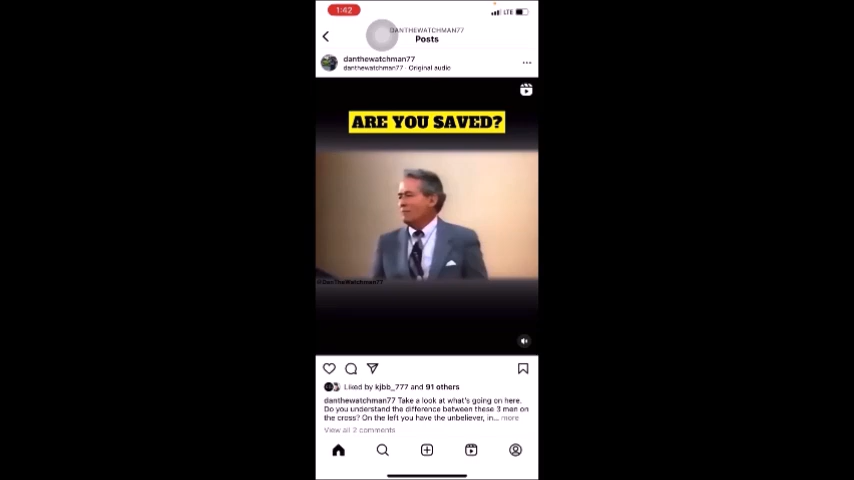 1:42
LTE
DANTHEWATCHMAN77
Posts
danthewatchman77
danthewatchman77 · Original audio
ARE YOU SAVED?
@DanTheWatchman77
Liked by kjbb_777 and 91 others
danthewatchman77 Take a look at what's going on here.
Do you understand the difference between these 3 men on
the cross? On the left you have the unbeliever, in... more
View all 2 comments